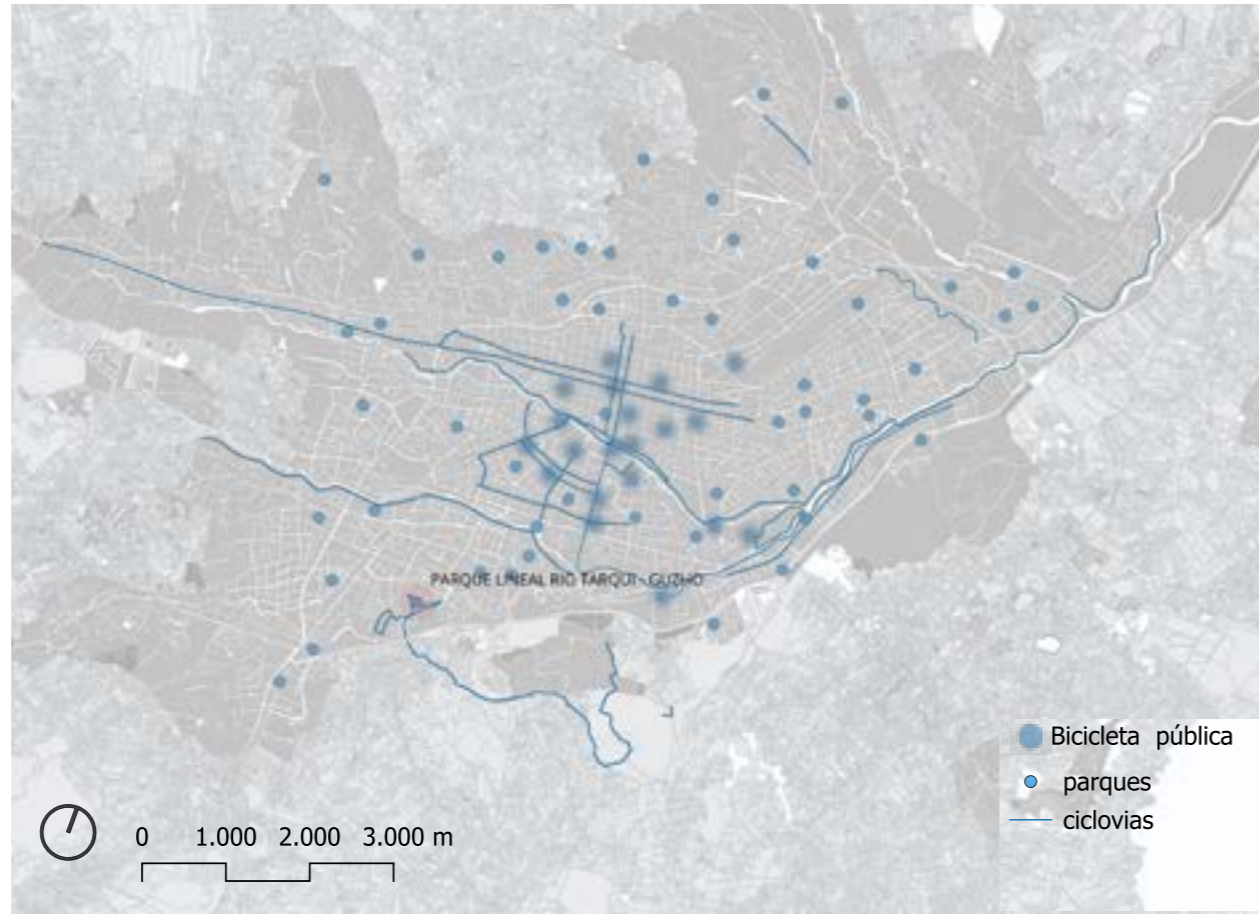 PARQUE LINEAL RIO TARQUI - GUZHO
Bicicleta pública
parques
ciclovias
0 1.000 2.000 3.000 m